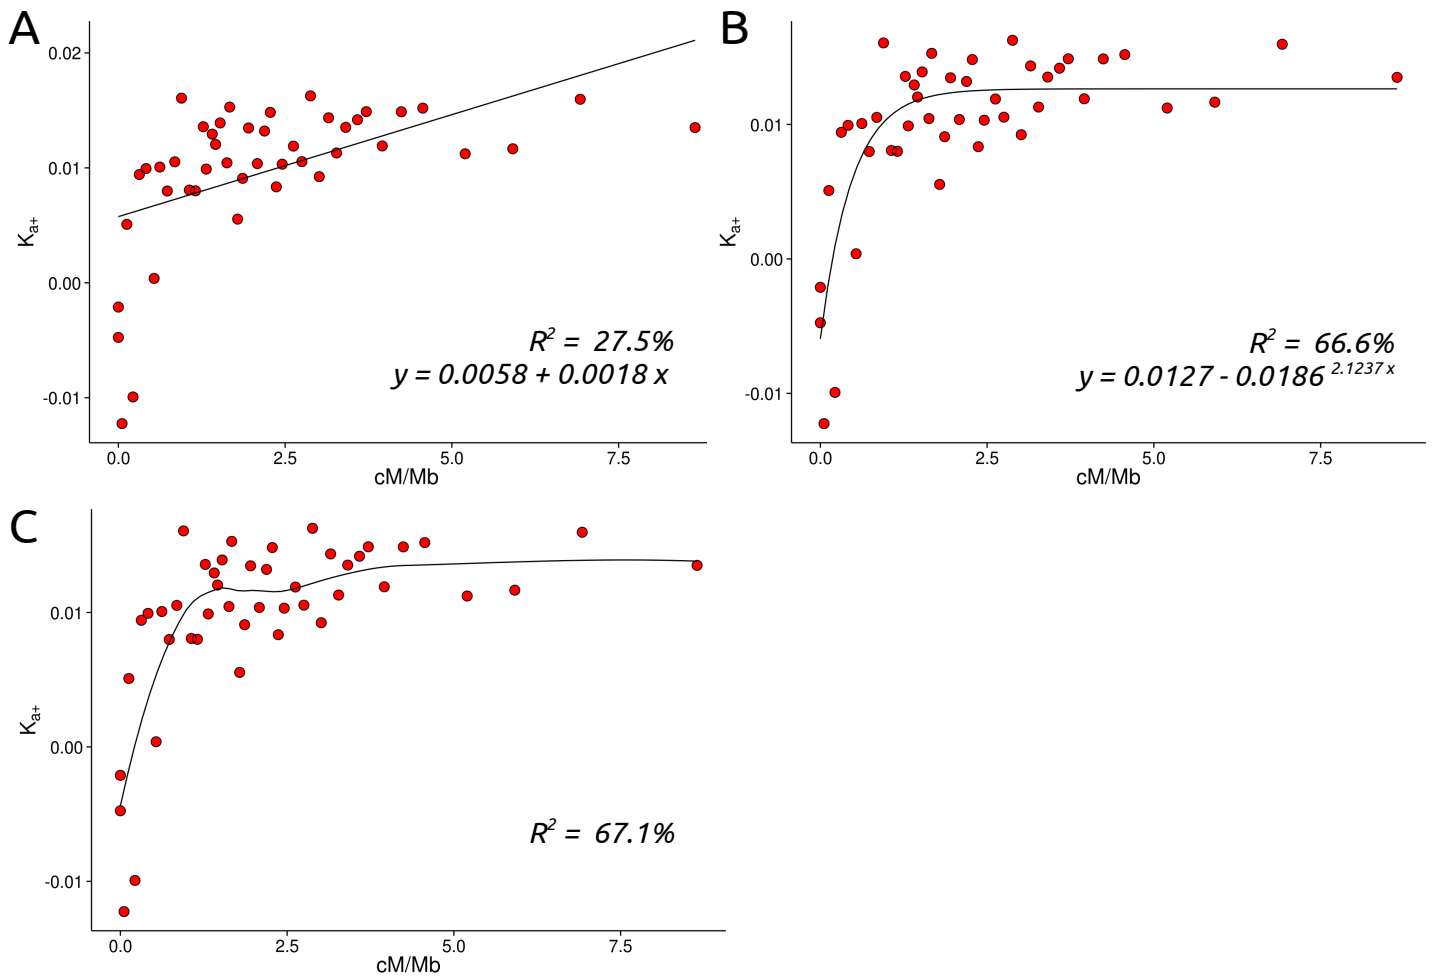 A
0.02
0.01
0.00
-0.01
Ka+
R2 = 27.5%
y = 0.0058 + 0.0018 x
0.0 2.5 5.0 7.5
cM/Mb
B
0.01
0.00
-0.01
Ka+
R2 = 66.6%
y = 0.0127 - 0.0186 2.1237 x
0.0 2.5 5.0 7.5
cM/Mb
C
0.01
0.00
-0.01
Ka+
R2 = 67.1%
0.0 2.5 5.0 7.5
cM/Mb